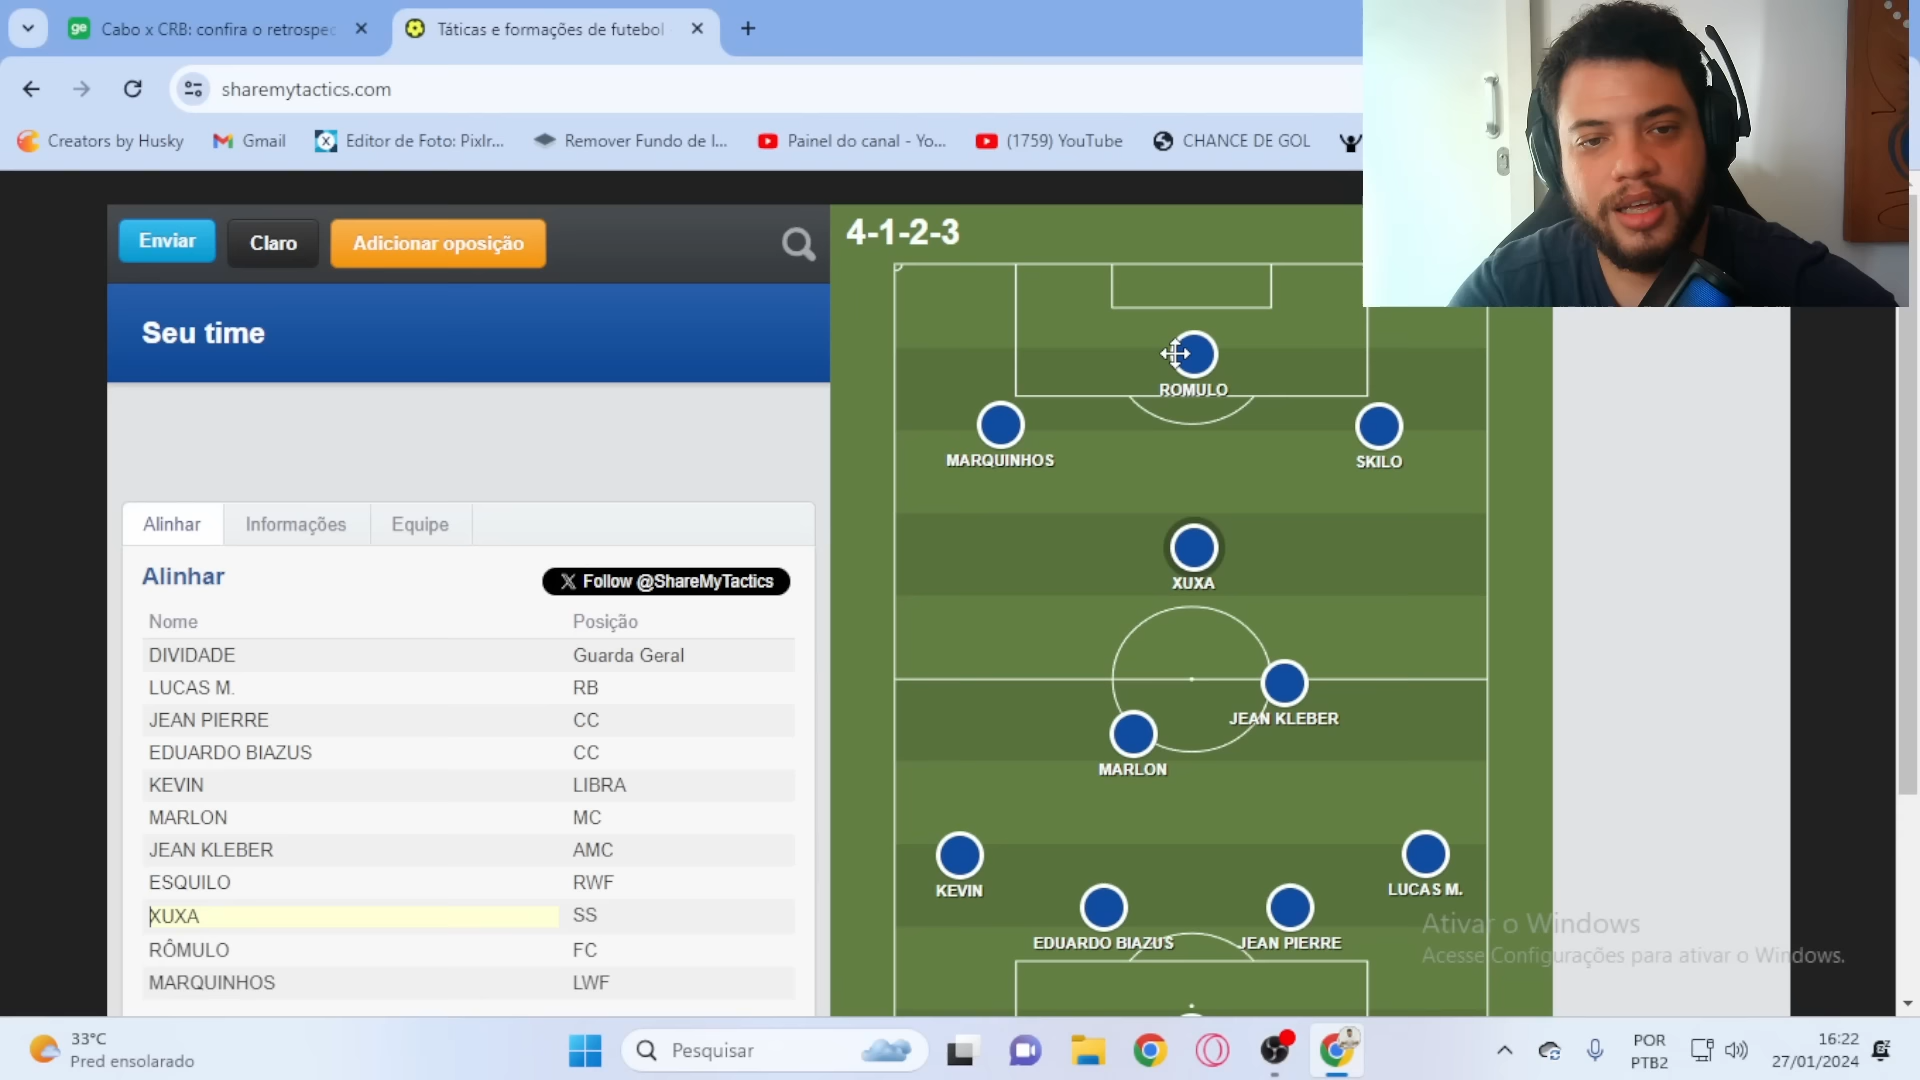 Cabo x CRB: confira o retrospec
Táticas e formações de futebol
sharemytactics.com
Creators by Husky
Gmail
Editor de Foto: Pixlr...
Remover Fundo de I...
Painel do canal - Yo...
(1759) YouTube
CHANCE DE GOL
Enviar
Claro
Adicionar oposição
4-1-2-3
Seu time
ROMULO
MARQUINHOS
SKILO
XUXA
JEAN KLEBER
MARLON
KEVIN
LUCAS M.
EDUARDO BIAZUS
JEAN PIERRE
Alinhar
Informações
Equipe
Alinhar
Follow @ShareMyTactics
Nome Posição
DIVIDADE Guarda Geral
LUCAS M. RB
JEAN PIERRE CC
EDUARDO BIAZUS CC
KEVIN LIBRA
MARLON MC
JEAN KLEBER AMC
ESQUILO RWF
XUXA SS
RÔMULO FC
MARQUINHOS LWF
Ativar o Windows
Acesse Configurações para ativar o Windows.
33°C
Pred ensolarado
Pesquisar
POR
PTB2
16:22
27/01/2024